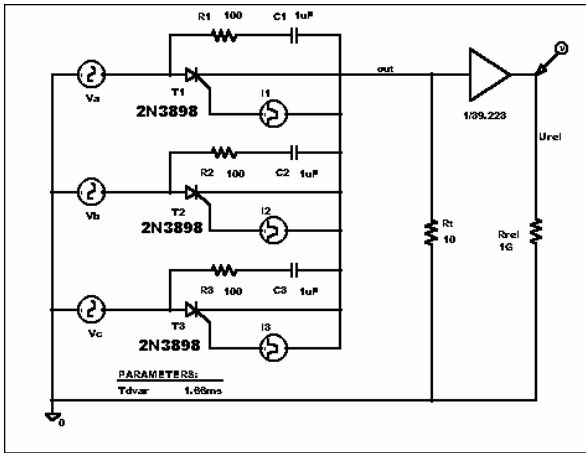 R1 100 C1 1uF
out
Va
T1
I1
2N3898
1/39.223
V
Urel
R2 100 C2 1uF
Vb
T2
I2
2N3898
Rt
10
Rrel
1G
R3 100 C3 1uF
Vc
T3
I3
2N3898
PARAMETERS:
Tdvar 1.66ms
0